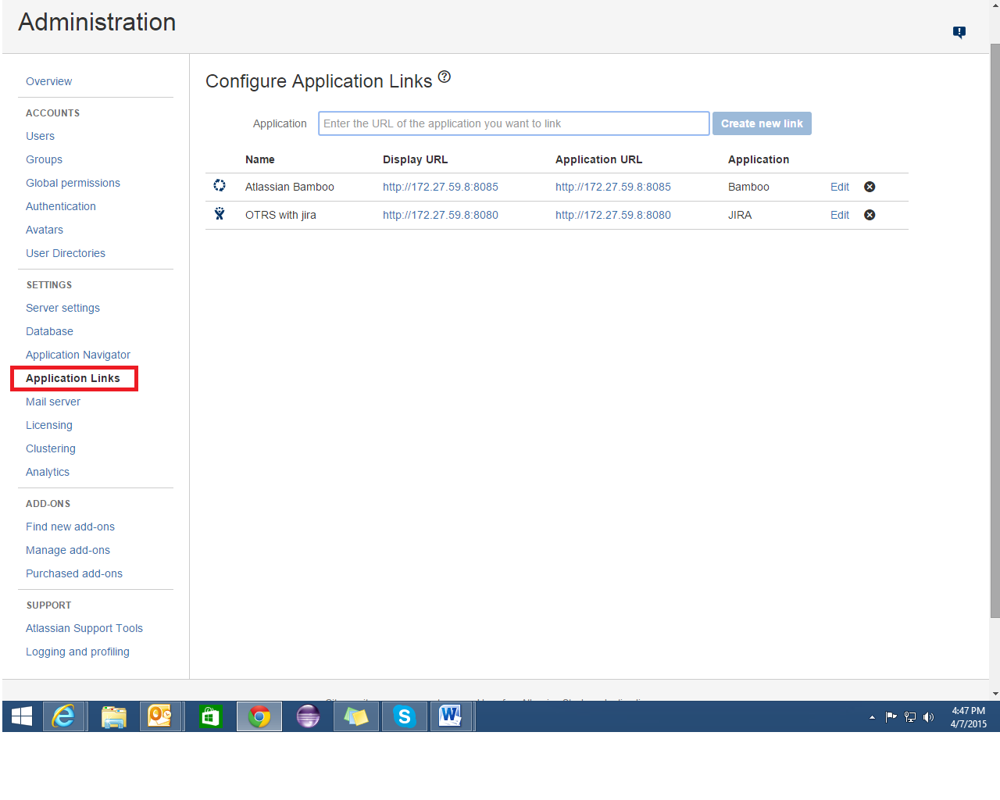 Administration
Overview
ACCOUNTS
Users
Groups
Global permissions
Authentication
Avatars
User Directories
SETTINGS
Server settings
Database
Application Navigator
Application Links
Mail server
Licensing
Clustering
Analytics
ADD-ONS
Find new add-ons
Manage add-ons
Purchased add-ons
SUPPORT
Atlassian Support Tools
Logging and profiling
Configure Application Links ?
Application Enter the URL of the application you want to link Create new link
Name Display URL Application URL Application
Atlassian Bamboo http://172.27.59.8:8085 http://172.27.59.8:8085 Bamboo Edit
OTRS with jira http://172.27.59.8:8080 http://172.27.59.8:8080 JIRA Edit
4:47 PM
4/7/2015